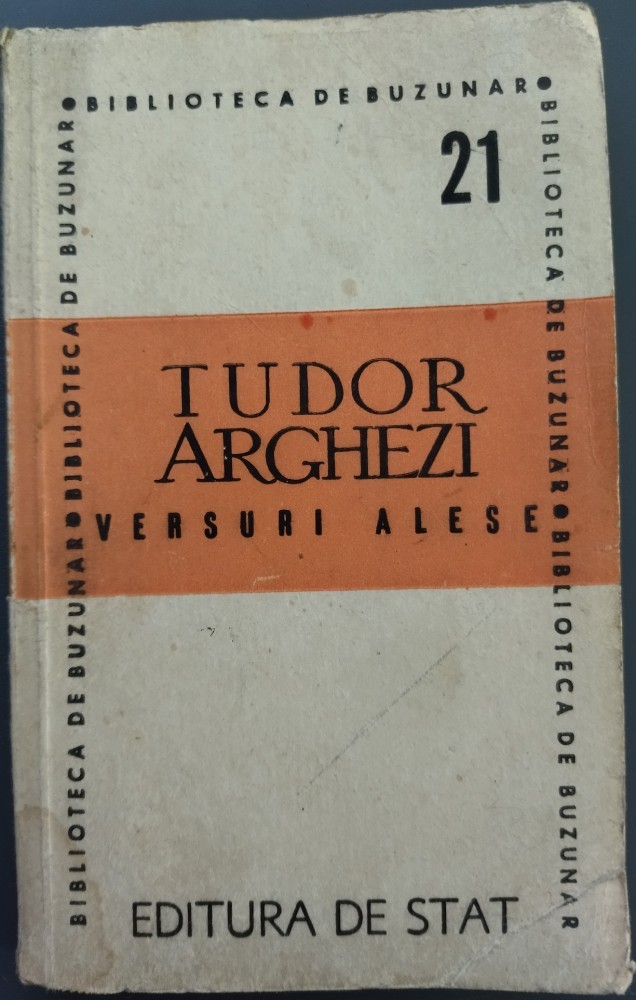 ●BIBLIOTECA DE BUZUNAR●
21
TUDOR
ARGHEZI
VERSURI ALESE
EDITURA DE STAT
BIBLIOTECA DE BUZUNAR●BIBLIOTECA DE BUZUNAR
BIBLIOTECA DE BUZUNAR●BIBLIOTECA DE BUZUNAR